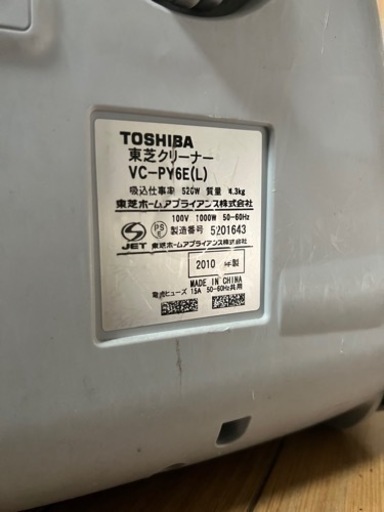 TOSHIBA
東芝クリーナー
VC-PY6E(L)
吸込仕事率 520W 質量 4.3kg
東芝ホームアプライアンス株式会社
100V 1000W 50-60Hz
PS E 製造番号 5201643
S JET 東芝ホームアプライアンス株式会社
2010 年製
MADE IN CHINA
電流ヒューズ 15A 50-60Hz共用